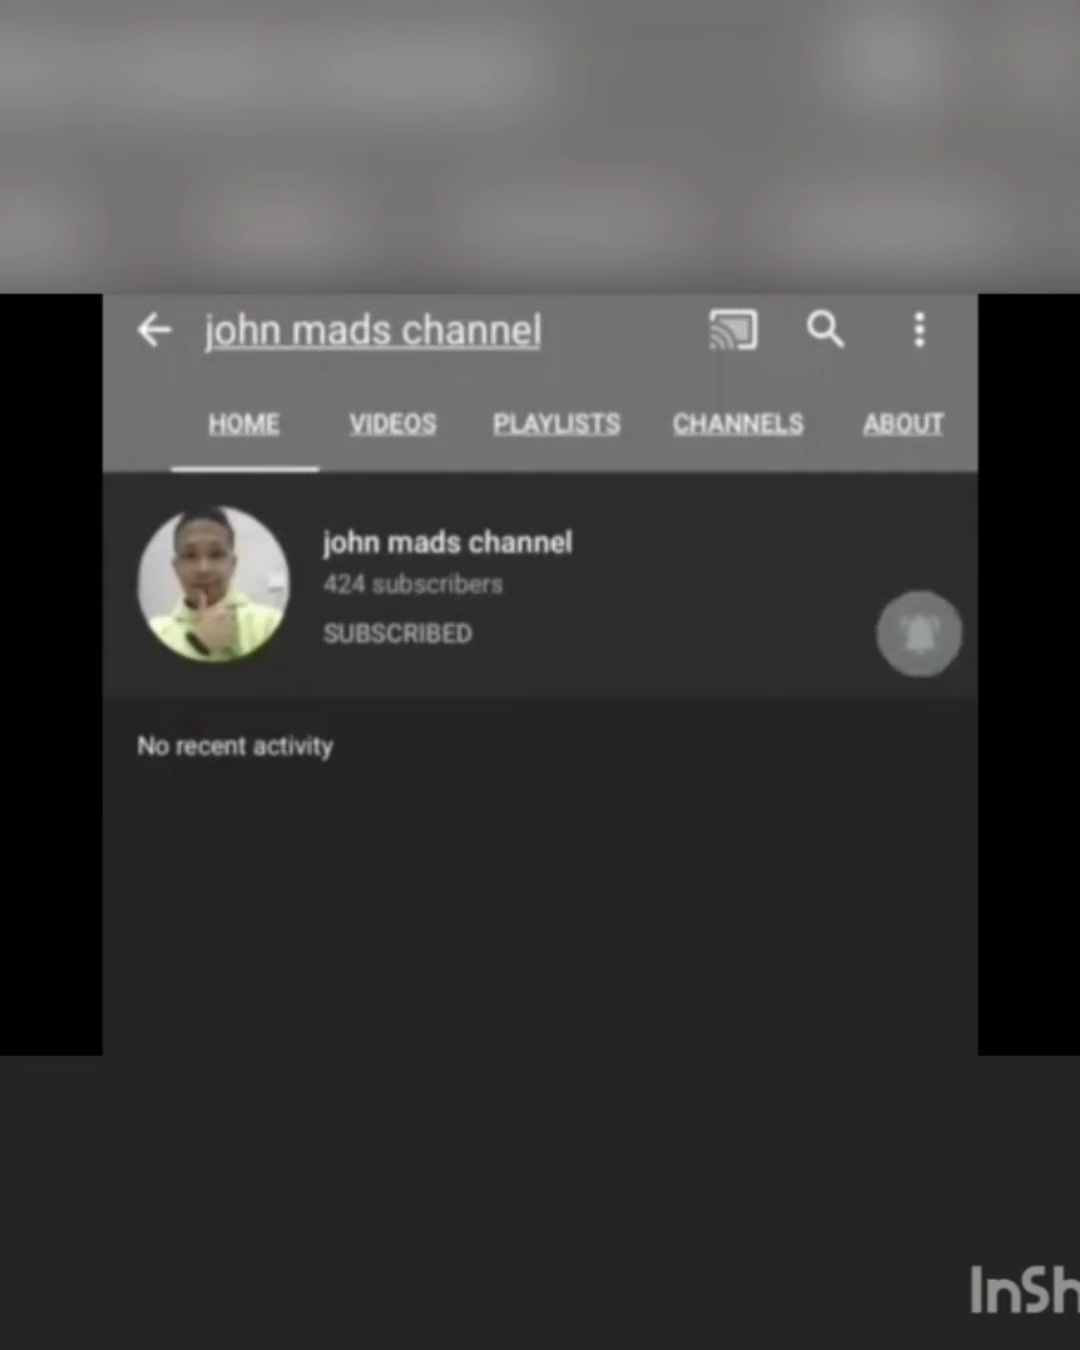 john mads channel
HOME VIDEOS PLAYLISTS CHANNELS ABOUT
john mads channel
424 subscribers
SUBSCRIBED
No recent activity
InSh